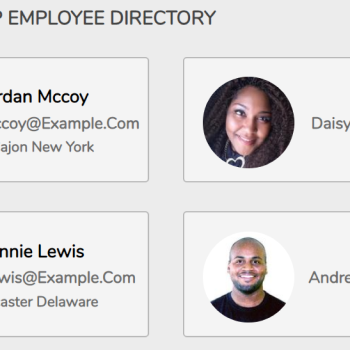 P EMPLOYEE DIRECTORY
rdan Mccoy
ccoy@Example.Com
ajon New York
Daisy
nnie Lewis
wis@Example.Com
aster Delaware
Andre